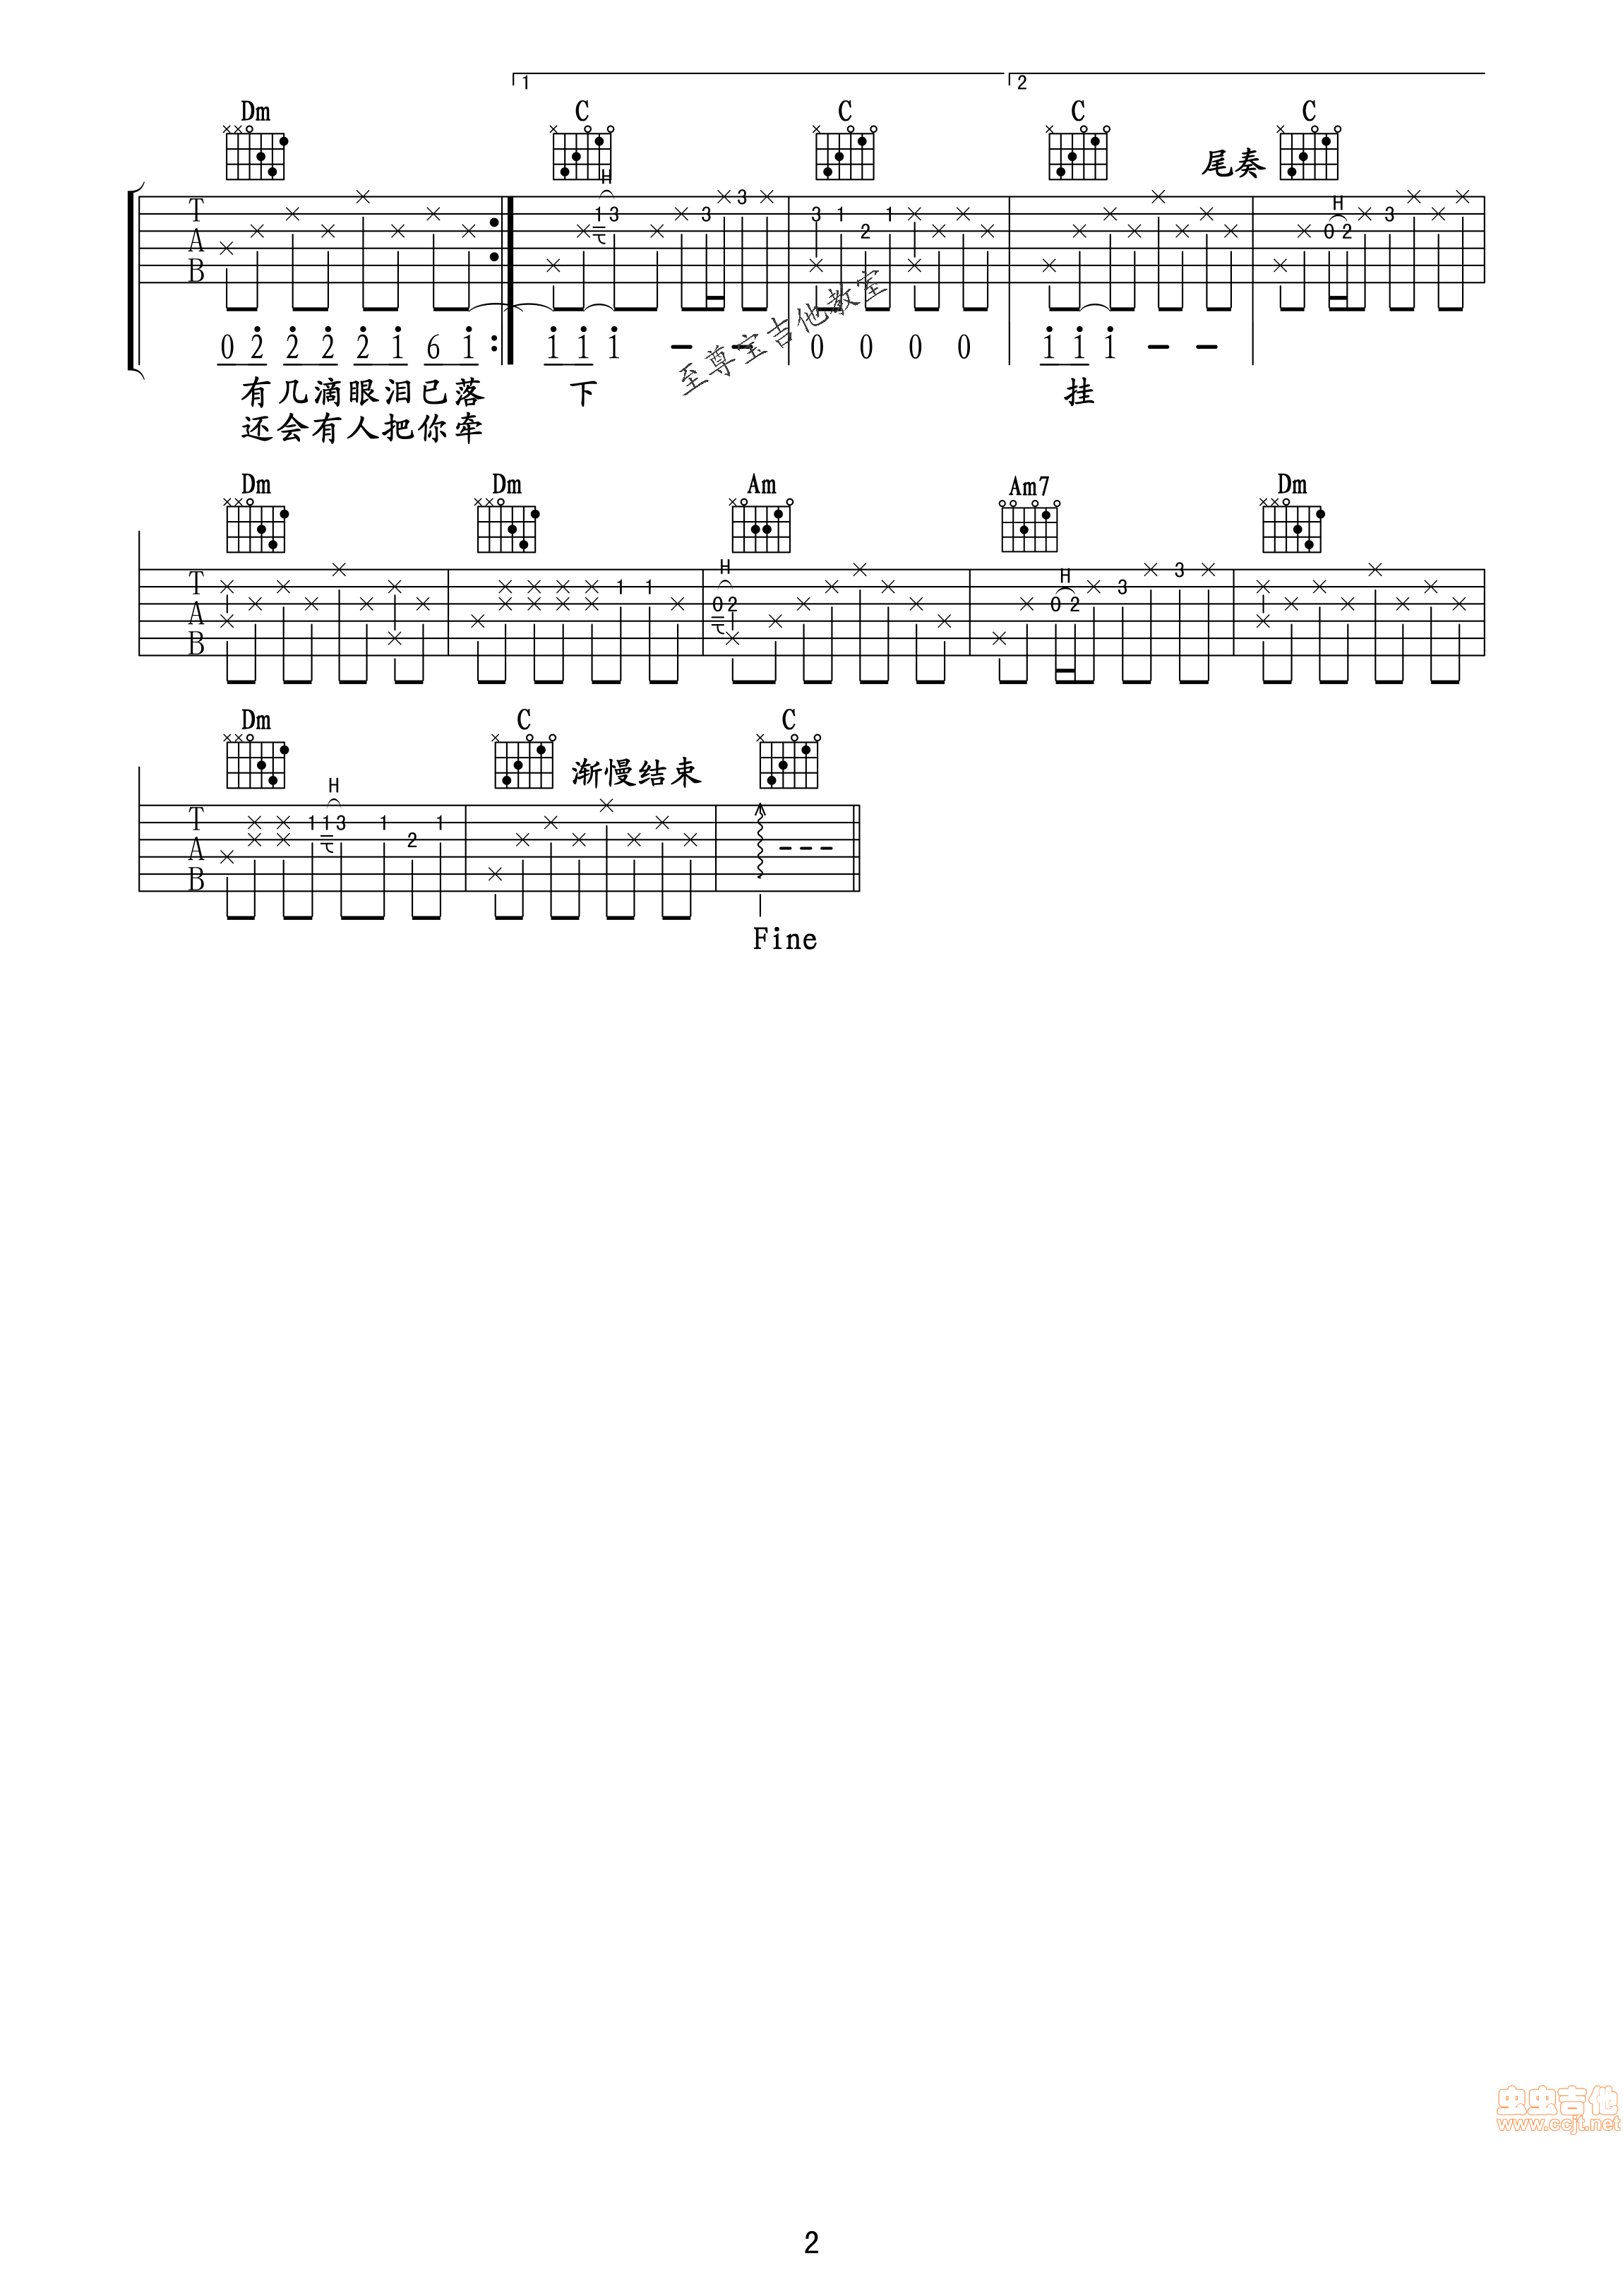 1 2
Dm C C C C
尾奏
H H
T 1 3 3 3 3 1 1 3
A 2 0 2
B
0 2 2 2 2 1 6 1 : 1 1 1 - - 0 0 0 0 1 1 1 - -
至尊宝吉他教室
有几滴眼泪已落 下 挂
还会有人把你牵
Dm Dm Am Am7 Dm
H H
T 1 1 3 3
A 0 2 0 2
B
Dm C C
渐慢结束
H
T 1 1 3 1 1
A 2 - - -
B
Fine
虫虫吉他
www.ccjt.net
2